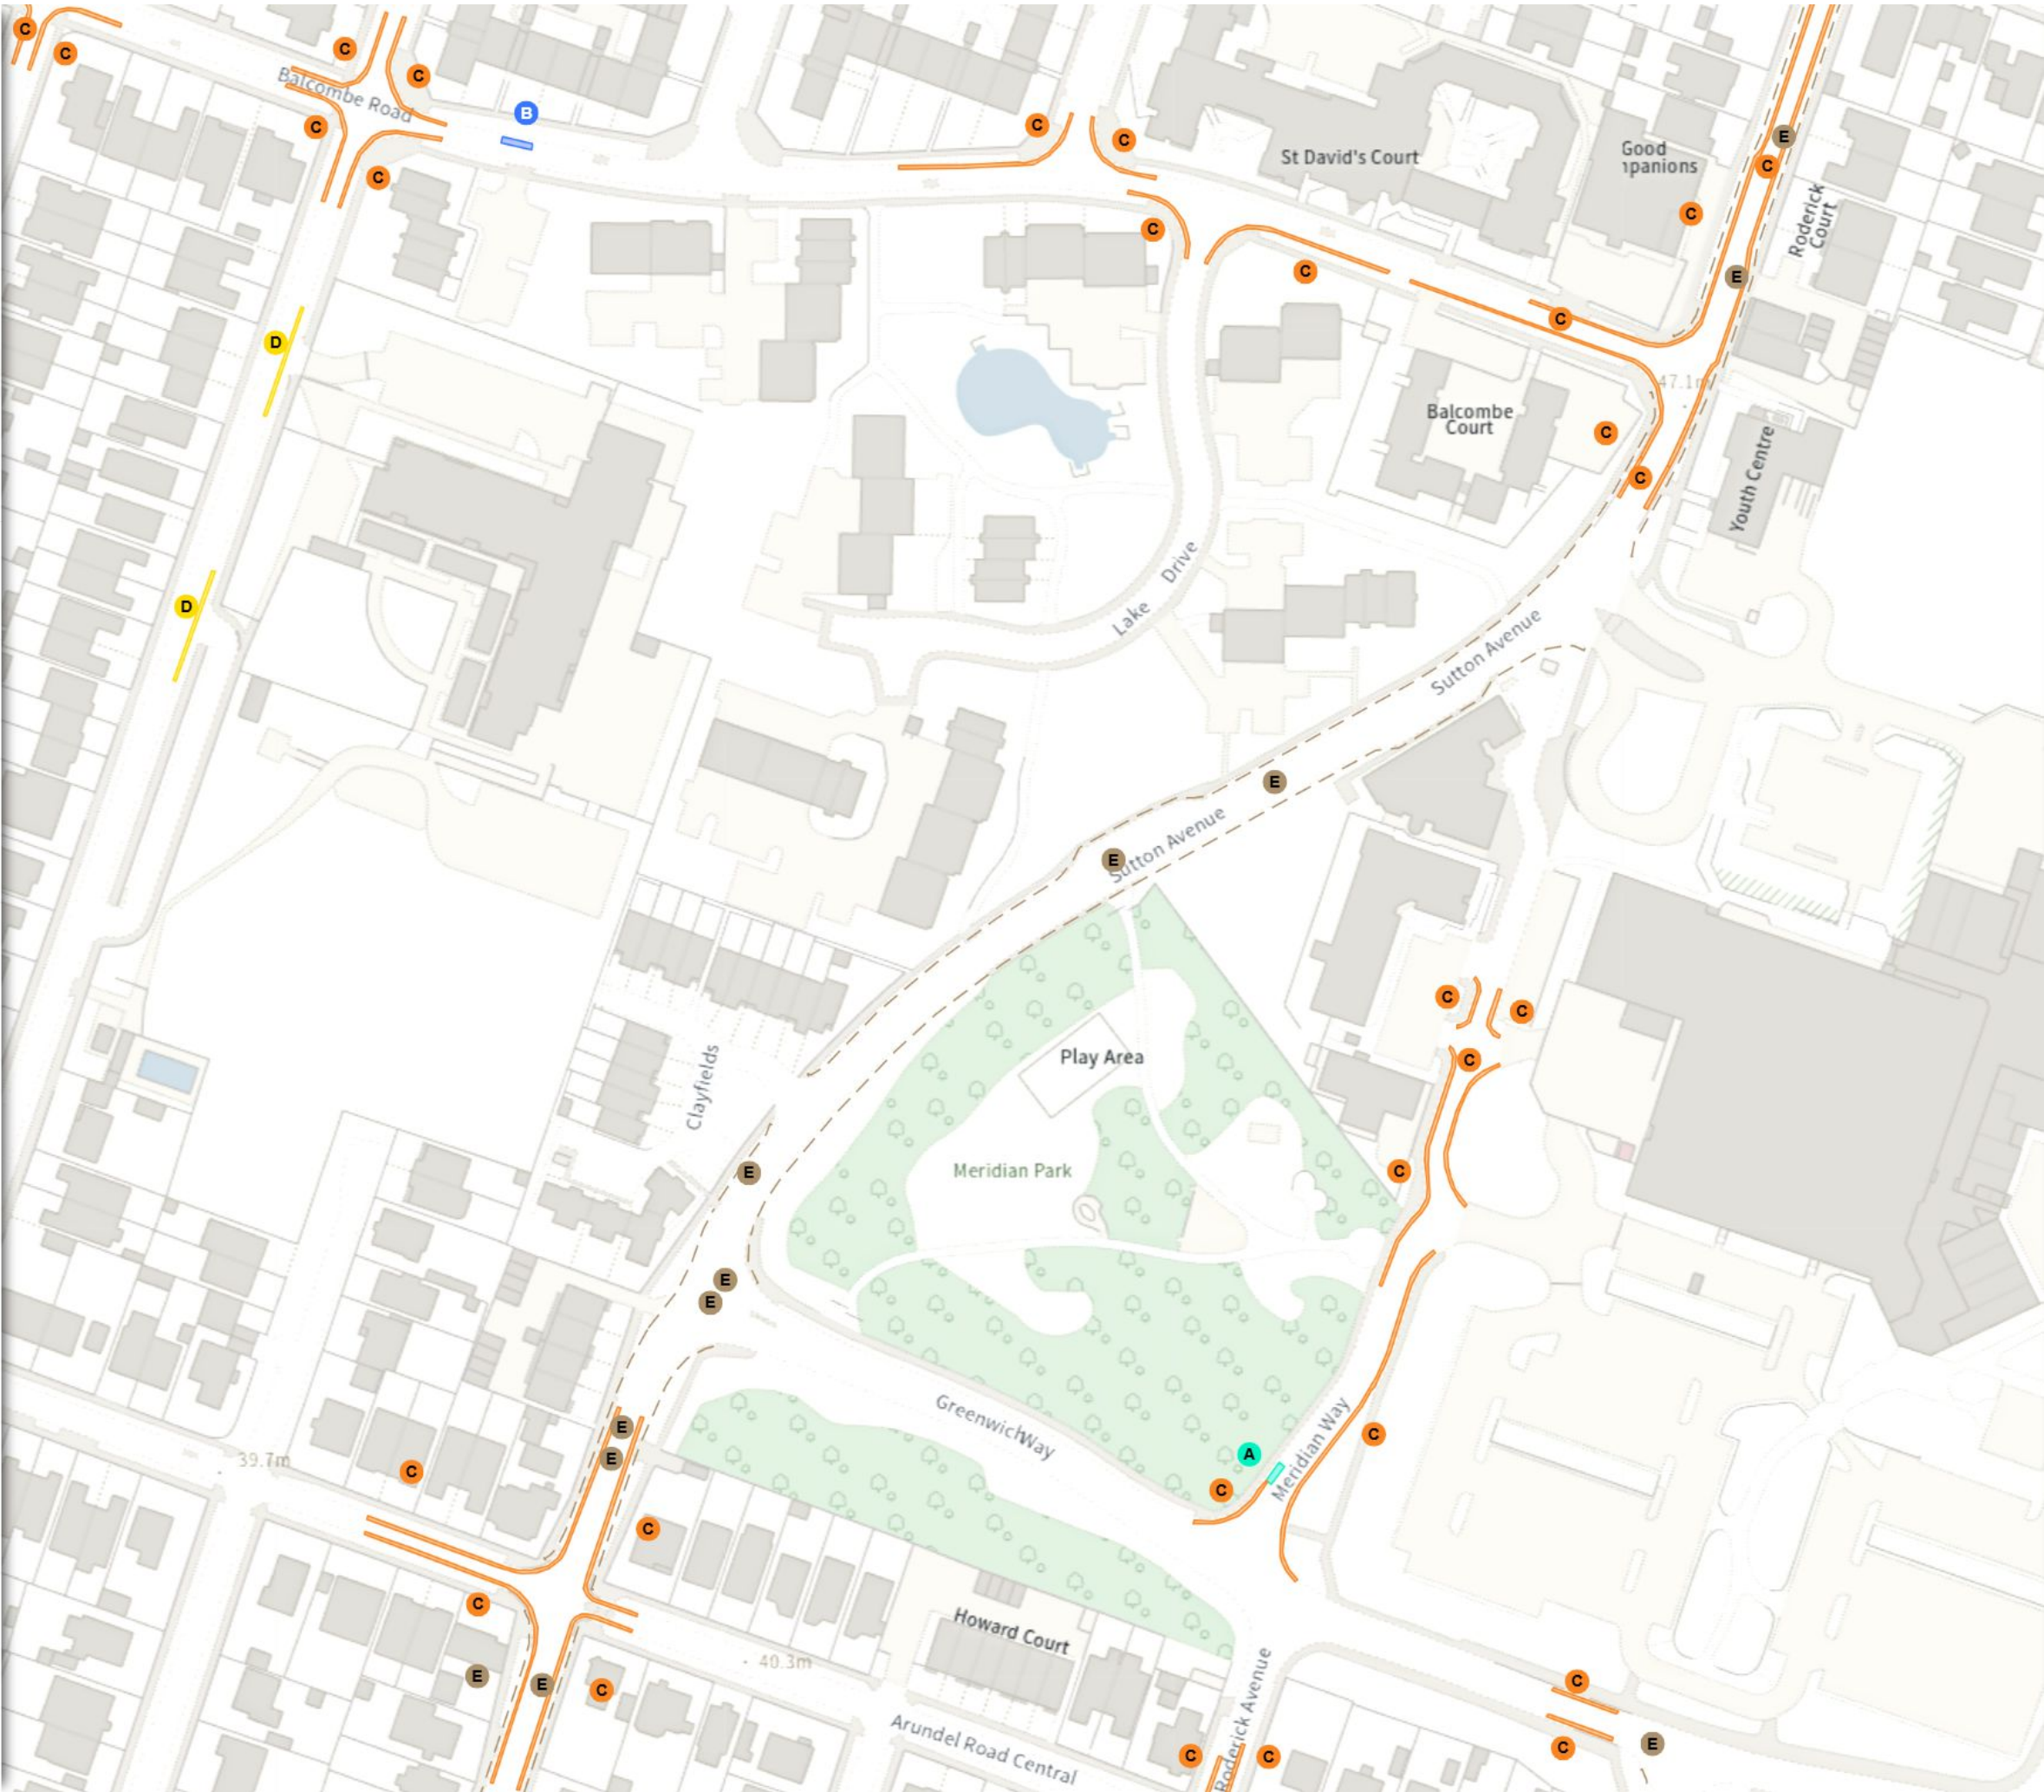 C
C
C
C
Balcombe Road
B
C
C
C
C
C
St David's Court
Good
E
C
C
Roderick
Court
E
C
C
C
D
47.1m
Balcombe
Court
C
C
Youth Centre
D
Lake Drive
Sutton Avenue
E
Sutton Avenue
E
C
C
Play Area
C
Clayfields
E
Meridian Park
C
E
E
Greenwich Way
Meridian Way
E
E
39.7m
C
A
C
C
C
C
Howard Court
E
E
C
40.3m
Arundel Road Central
Roderick Avenue
C
C
C
C
E